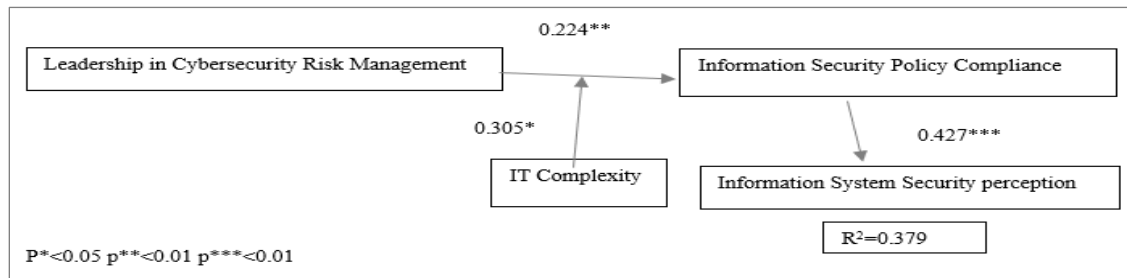 0.224**
Leadership in Cybersecurity Risk Management
Information Security Policy Compliance
0.305*
0.427***
IT Complexity
Information System Security perception
R²=0.379
P*<0.05 p**<0.01 p***<0.01